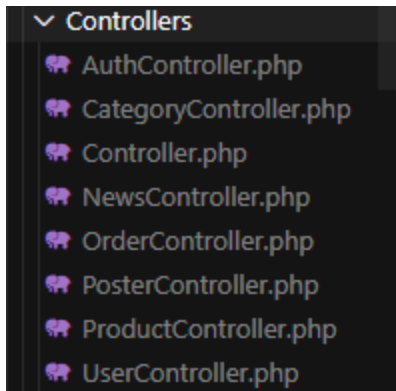 Controllers
AuthController.php
CategoryController.php
Controller.php
NewsController.php
OrderController.php
PosterController.php
ProductController.php
UserController.php